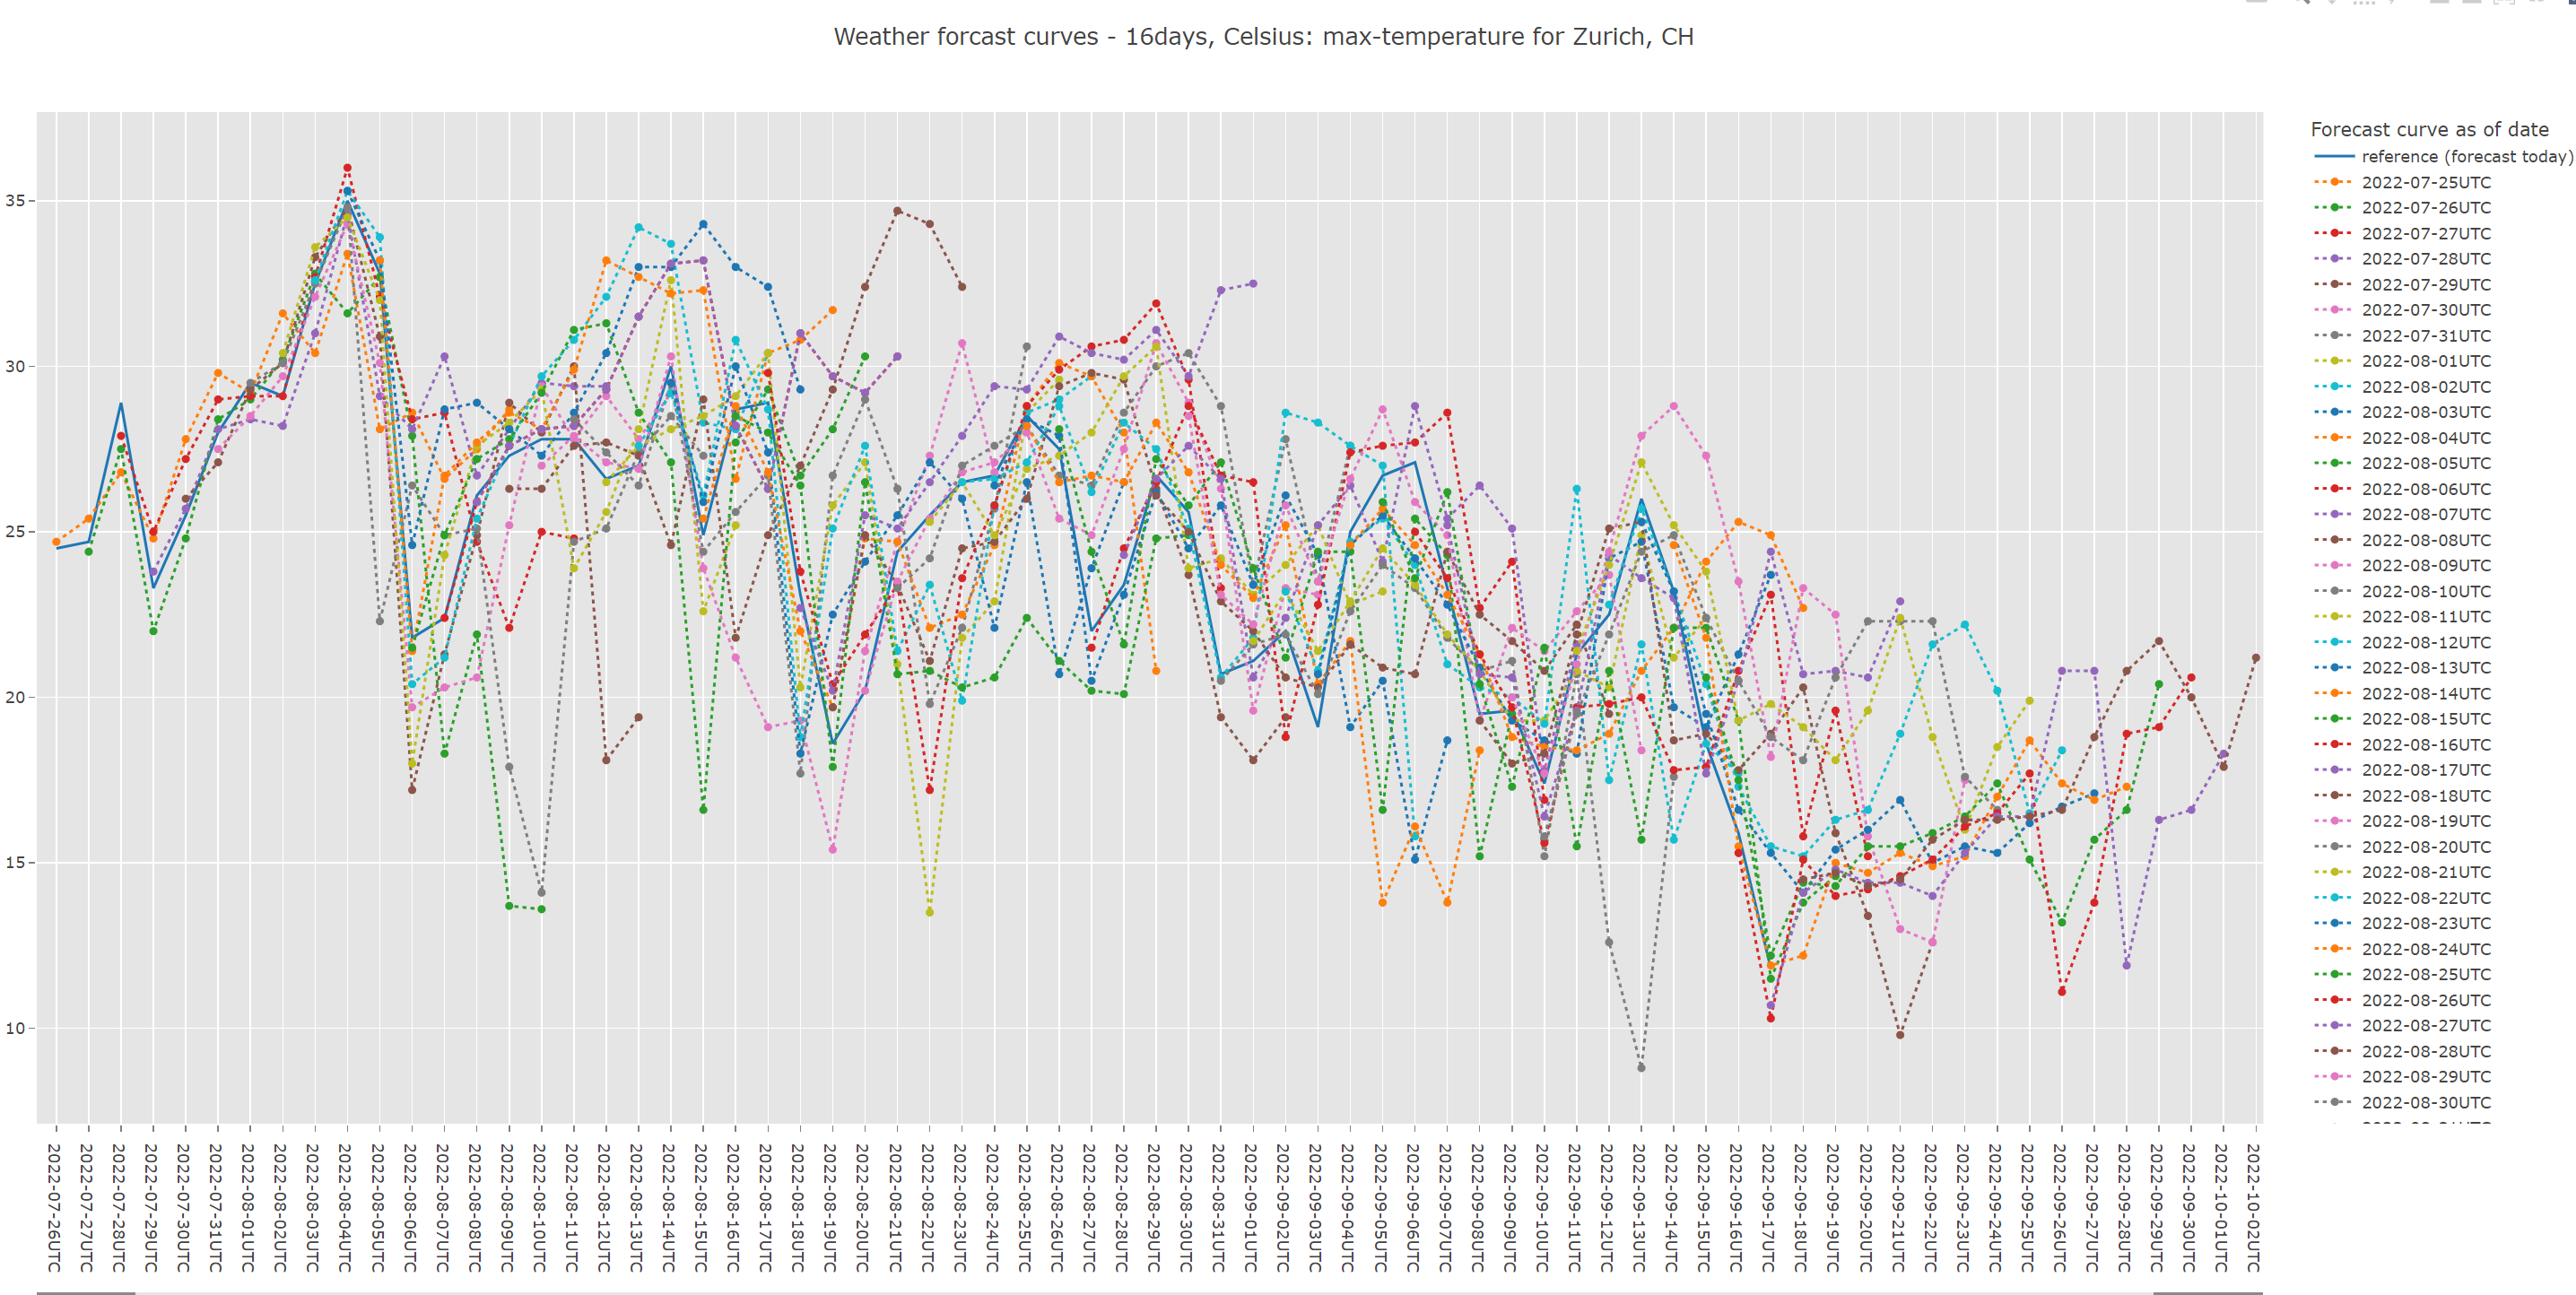 Weather forcast curves - 16days, Celsius: max-temperature for Zurich, CH
35
30
25
20
15
10
2022-07-26UTC
2022-07-27UTC
2022-07-28UTC
2022-07-29UTC
2022-07-30UTC
2022-07-31UTC
2022-08-01UTC
2022-08-02UTC
2022-08-03UTC
2022-08-04UTC
2022-08-05UTC
2022-08-06UTC
2022-08-07UTC
2022-08-08UTC
2022-08-09UTC
2022-08-10UTC
2022-08-11UTC
2022-08-12UTC
2022-08-13UTC
2022-08-14UTC
2022-08-15UTC
2022-08-16UTC
2022-08-17UTC
2022-08-18UTC
2022-08-19UTC
2022-08-20UTC
2022-08-21UTC
2022-08-22UTC
2022-08-23UTC
2022-08-24UTC
2022-08-25UTC
2022-08-26UTC
2022-08-27UTC
2022-08-28UTC
2022-08-29UTC
2022-08-30UTC
2022-08-31UTC
2022-09-01UTC
2022-09-02UTC
2022-09-03UTC
2022-09-04UTC
2022-09-05UTC
2022-09-06UTC
2022-09-07UTC
2022-09-08UTC
2022-09-09UTC
2022-09-10UTC
2022-09-11UTC
2022-09-12UTC
2022-09-13UTC
2022-09-14UTC
2022-09-15UTC
2022-09-16UTC
2022-09-17UTC
2022-09-18UTC
2022-09-19UTC
2022-09-20UTC
2022-09-21UTC
2022-09-22UTC
2022-09-23UTC
2022-09-24UTC
2022-09-25UTC
2022-09-26UTC
2022-09-27UTC
2022-09-28UTC
2022-09-29UTC
2022-09-30UTC
2022-10-01UTC
2022-10-02UTC
Forecast curve as of date
reference (forecast today)
2022-07-25UTC
2022-07-26UTC
2022-07-27UTC
2022-07-28UTC
2022-07-29UTC
2022-07-30UTC
2022-07-31UTC
2022-08-01UTC
2022-08-02UTC
2022-08-03UTC
2022-08-04UTC
2022-08-05UTC
2022-08-06UTC
2022-08-07UTC
2022-08-08UTC
2022-08-09UTC
2022-08-10UTC
2022-08-11UTC
2022-08-12UTC
2022-08-13UTC
2022-08-14UTC
2022-08-15UTC
2022-08-16UTC
2022-08-17UTC
2022-08-18UTC
2022-08-19UTC
2022-08-20UTC
2022-08-21UTC
2022-08-22UTC
2022-08-23UTC
2022-08-24UTC
2022-08-25UTC
2022-08-26UTC
2022-08-27UTC
2022-08-28UTC
2022-08-29UTC
2022-08-30UTC